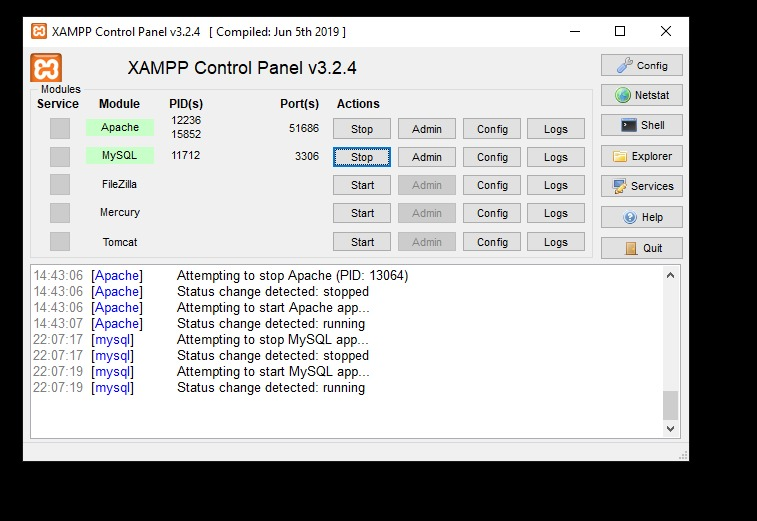 XAMPP Control Panel v3.2.4 [ Compiled: Jun 5th 2019 ]
XAMPP Control Panel v3.2.4
Config
Modules
Service Module PID(s) Port(s) Actions
Netstat
Apache 12236 15852 51686 Stop Admin Config Logs
Shell
MySQL 11712 3306 Stop Admin Config Logs
Explorer
FileZilla Start Admin Config Logs
Services
Mercury Start Admin Config Logs
Help
Tomcat Start Admin Config Logs
Quit
14:43:06 [Apache] Attempting to stop Apache (PID: 13064)
14:43:06 [Apache] Status change detected: stopped
14:43:06 [Apache] Attempting to start Apache app...
14:43:07 [Apache] Status change detected: running
22:07:17 [mysql] Attempting to stop MySQL app...
22:07:17 [mysql] Status change detected: stopped
22:07:19 [mysql] Attempting to start MySQL app...
22:07:19 [mysql] Status change detected: running